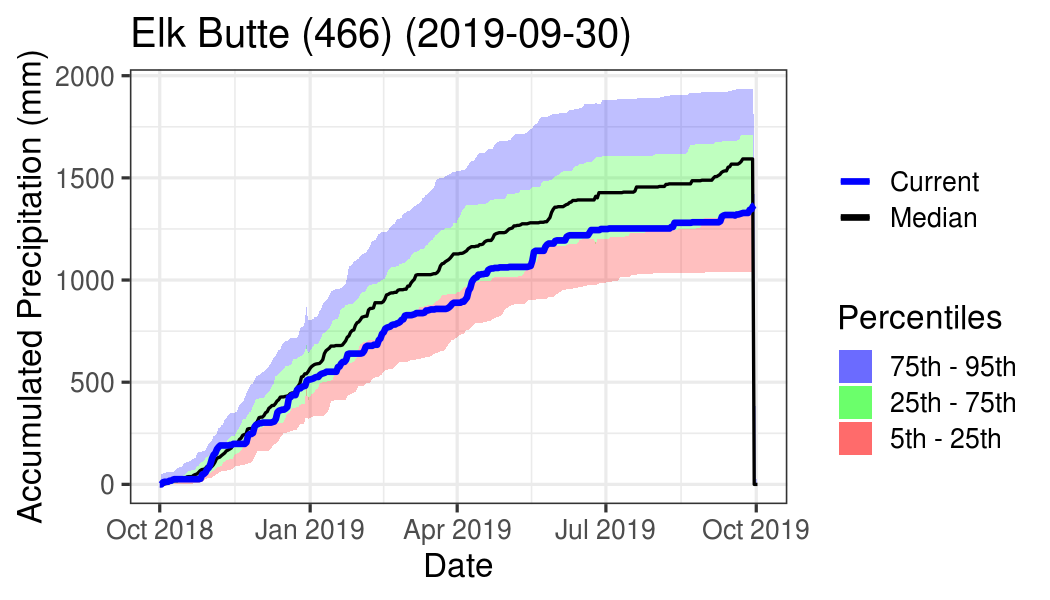 Elk Butte (466) (2019-09-30)
Accumulated Precipitation (mm)
2000
1500
1000
500
0
Oct 2018
Jan 2019
Apr 2019
Jul 2019
Oct 2019
Date
Current
Median
Percentiles
75th - 95th
25th - 75th
5th - 25th